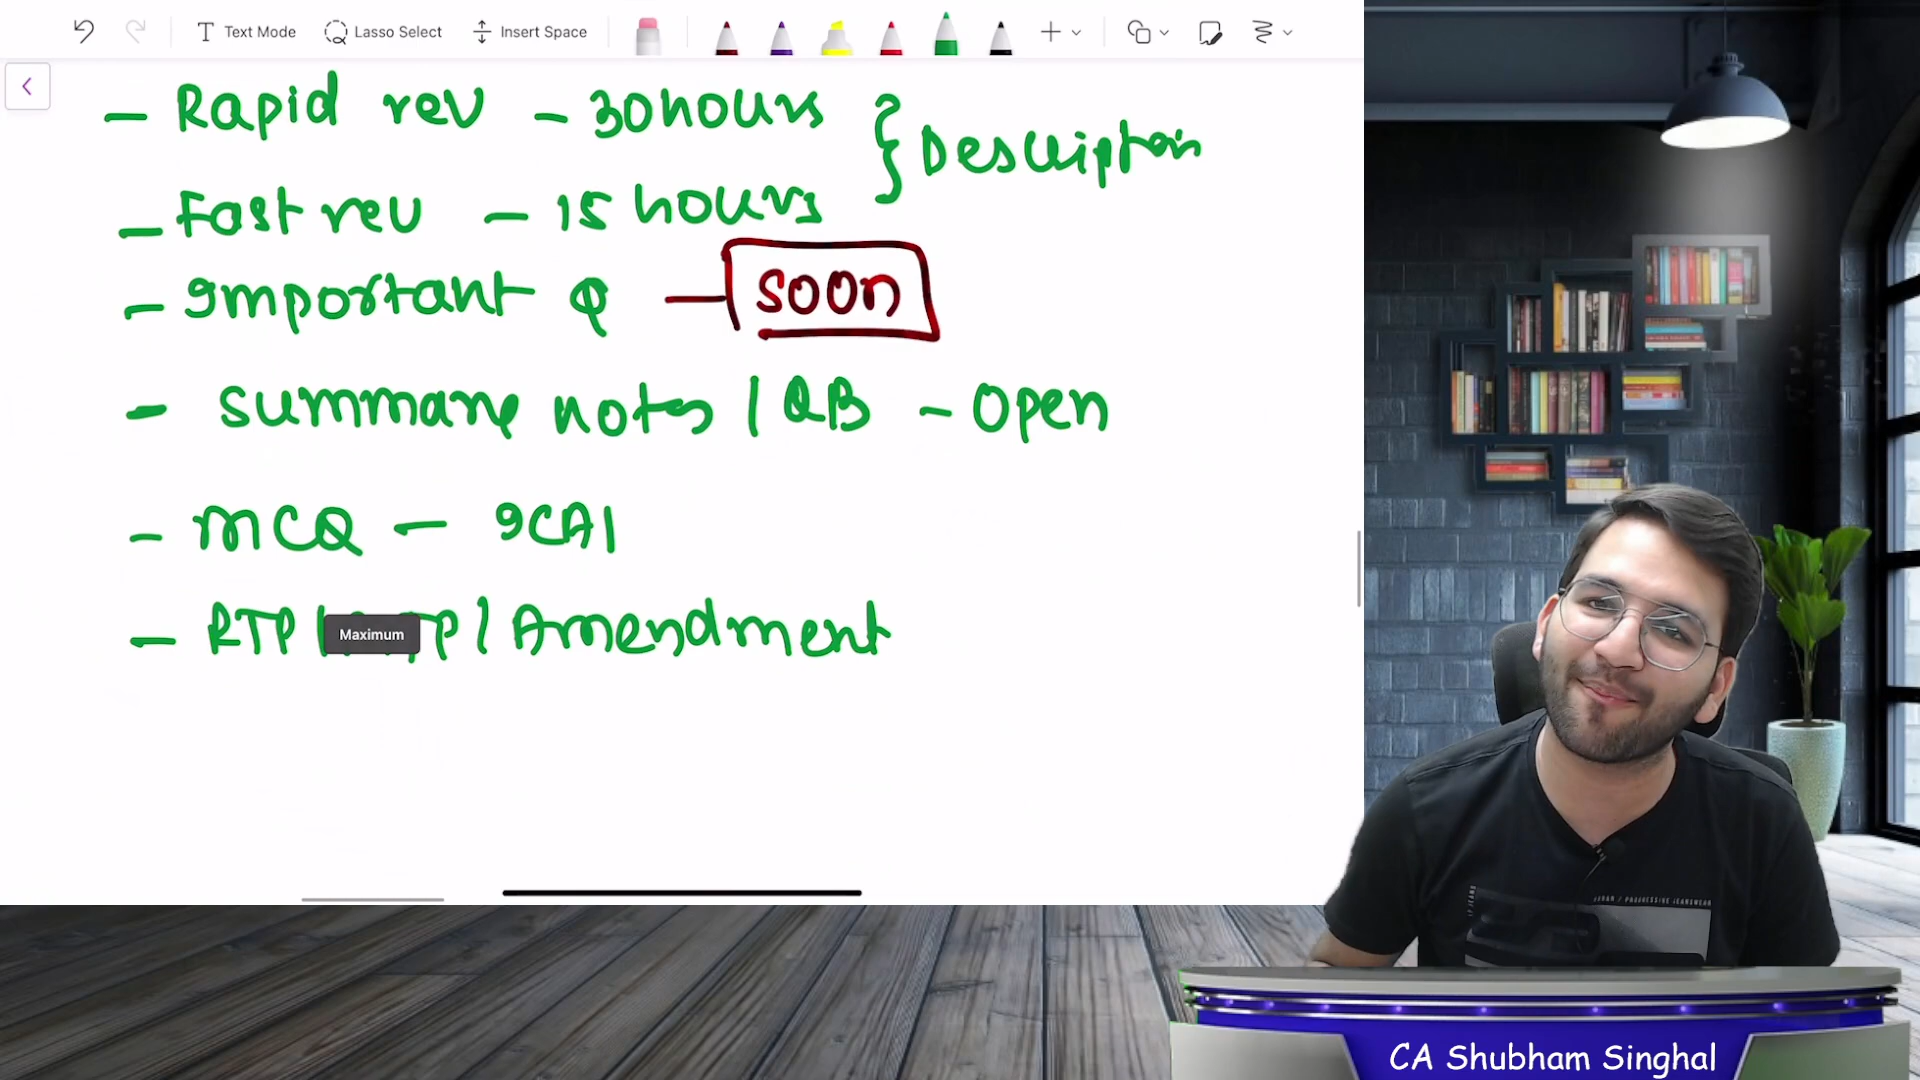 Text Mode Lasso Select Insert Space
- Rapid rev - 30 hours
} Description
- Fast rev - 15 hours
- Important Q - soon
- Summary notes | QB - Open
- MCQ - ICAI
- RTP | TP | Amendment
Maximum
CA Shubham Singhal